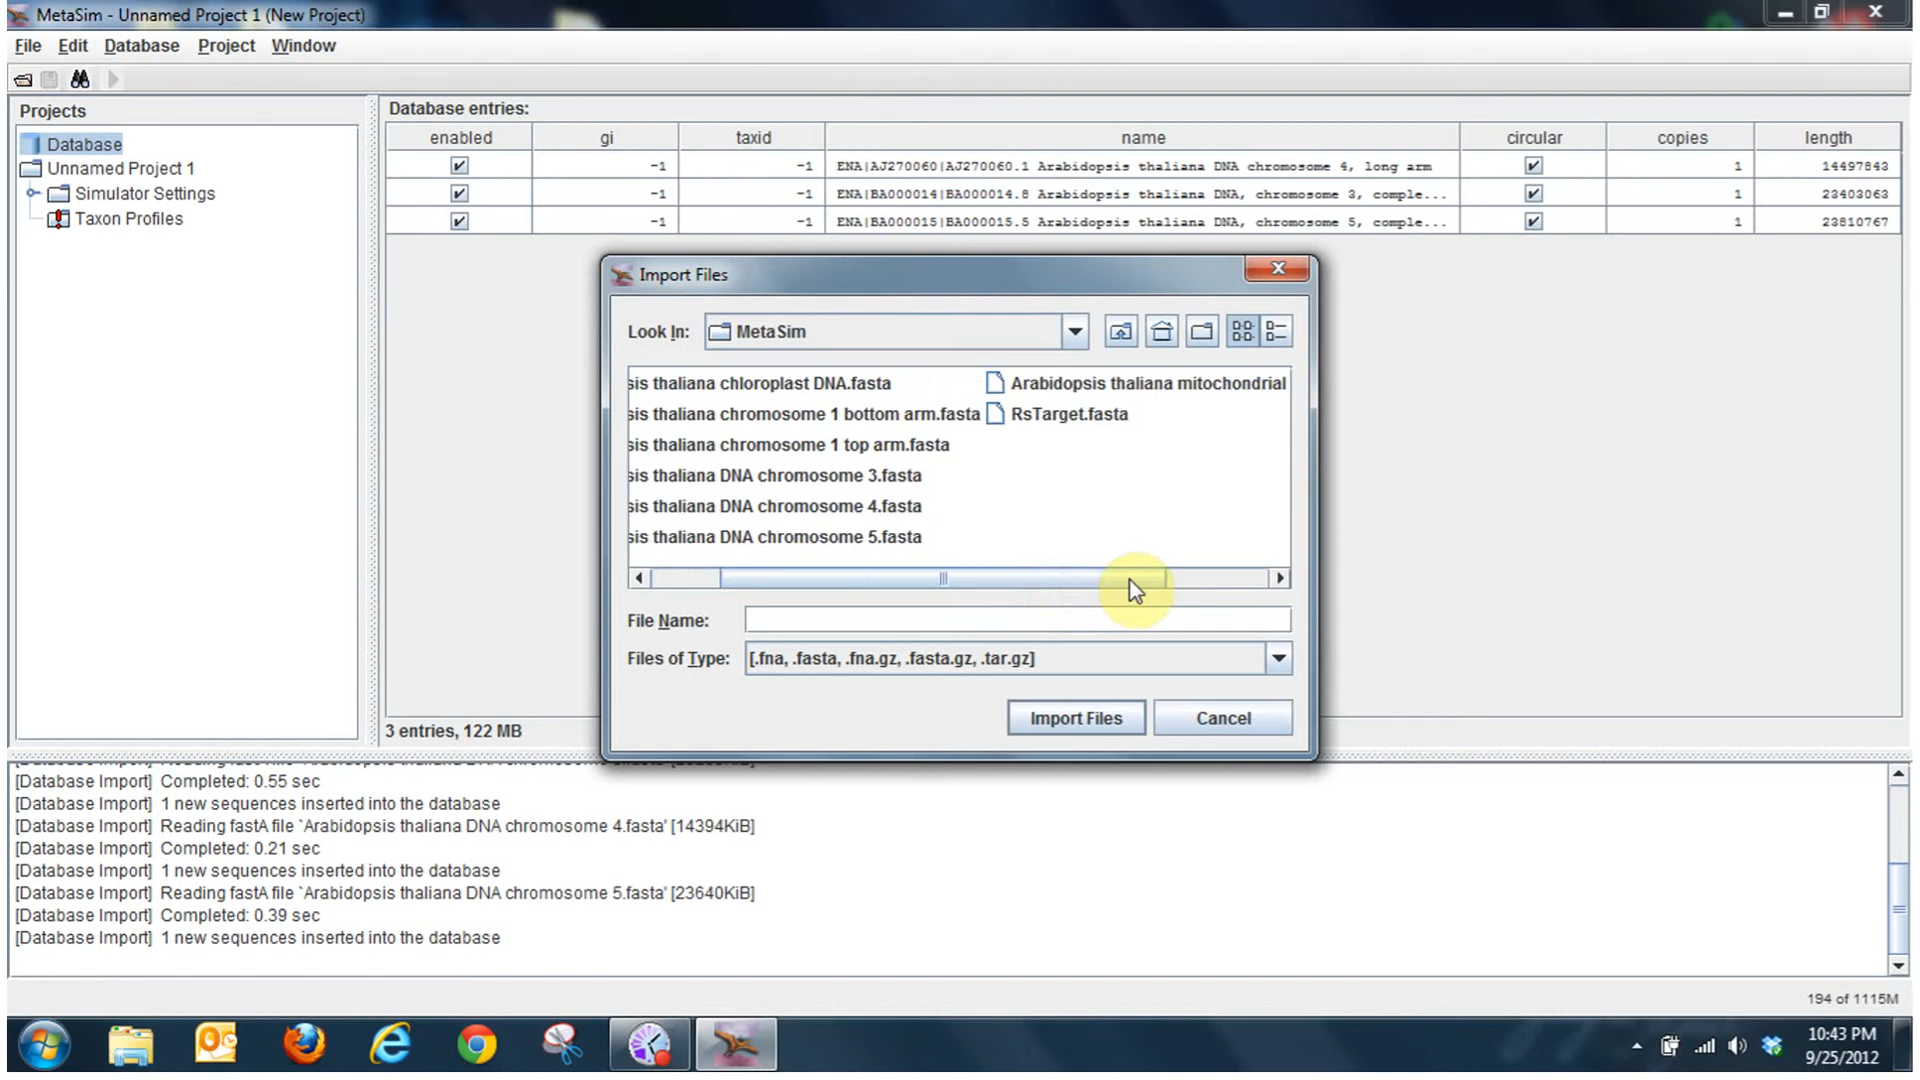 MetaSim - Unnamed Project 1 (New Project)
File Edit Database Project Window
Projects
Database
Unnamed Project 1
Simulator Settings
Taxon Profiles
Database entries:
enabled gi taxid name circular copies length
-1 -1 ENA|AJ270060|AJ270060.1 Arabidopsis thaliana DNA chromosome 4, long arm 1 14497843
-1 -1 ENA|BA000014|BA000014.8 Arabidopsis thaliana DNA, chromosome 3, comple... 1 23403063
-1 -1 ENA|BA000015|BA000015.5 Arabidopsis thaliana DNA, chromosome 5, comple... 1 23810767
3 entries, 122 MB
Import Files
Look In: MetaSim
sis thaliana chloroplast DNA.fasta
sis thaliana chromosome 1 bottom arm.fasta
sis thaliana chromosome 1 top arm.fasta
sis thaliana DNA chromosome 3.fasta
sis thaliana DNA chromosome 4.fasta
sis thaliana DNA chromosome 5.fasta
Arabidopsis thaliana mitochondrial
RsTarget.fasta
File Name:
Files of Type: [.fna, .fasta, .fna.gz, .fasta.gz, .tar.gz]
Import Files Cancel
[Database Import] Completed: 0.55 sec
[Database Import] 1 new sequences inserted into the database
[Database Import] Reading fastA file `Arabidopsis thaliana DNA chromosome 4.fasta' [14394KiB]
[Database Import] Completed: 0.21 sec
[Database Import] 1 new sequences inserted into the database
[Database Import] Reading fastA file `Arabidopsis thaliana DNA chromosome 5.fasta' [23640KiB]
[Database Import] Completed: 0.39 sec
[Database Import] 1 new sequences inserted into the database
194 of 1115M
10:43 PM
9/25/2012